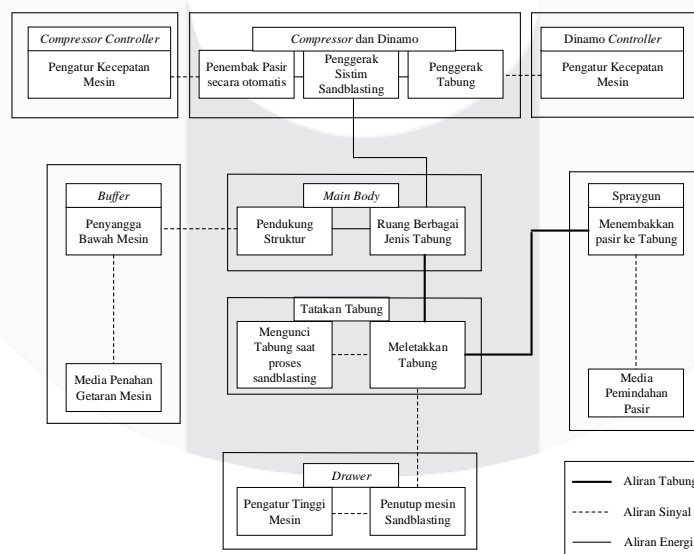 Compressor Controller
Pengatur Kecepatan
Mesin
Compressor dan Dinamo
Penembak Pasir
secara otomatis
Penggerak
Sistim
Sandblasting
Penggerak
Tabung
Dinamo Controller
Pengatur Kecepatan
Mesin
Buffer
Penyangga
Bawah Mesin
Media Penahan
Getaran Mesin
Main Body
Pendukung
Struktur
Ruang Berbagai
Jenis Tabung
Spraygun
Menembakkan
pasir ke Tabung
Media
Pemindahan
Pasir
Tatakan Tabung
Mengunci
Tabung saat
proses
sandblasting
Meletakkan
Tabung
Drawer
Pengatur Tinggi
Mesin
Penutup mesin
Sandblasting
Aliran Tabung
Aliran Sinyal
Aliran Energi